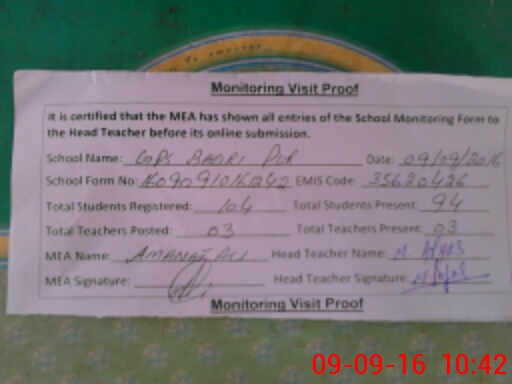 Monitoring Visit Proof
It is certified that the MEA has shown all entries of the School Monitoring Form to
the Head Teacher before its online submission.
School Name: GGPS BADRI PUR Date: 09/09/2016
School Form No: EMIS Code: 35620426
Total Students Registered: 104 Total Students Present: 94
Total Teachers Posted: 03 Total Teachers Present: 03
MEA Name: AMANAT ALI Head Teacher Name: M.
MEA Signature: Head Teacher Signature:
Monitoring Visit Proof
09-09-16 10:42